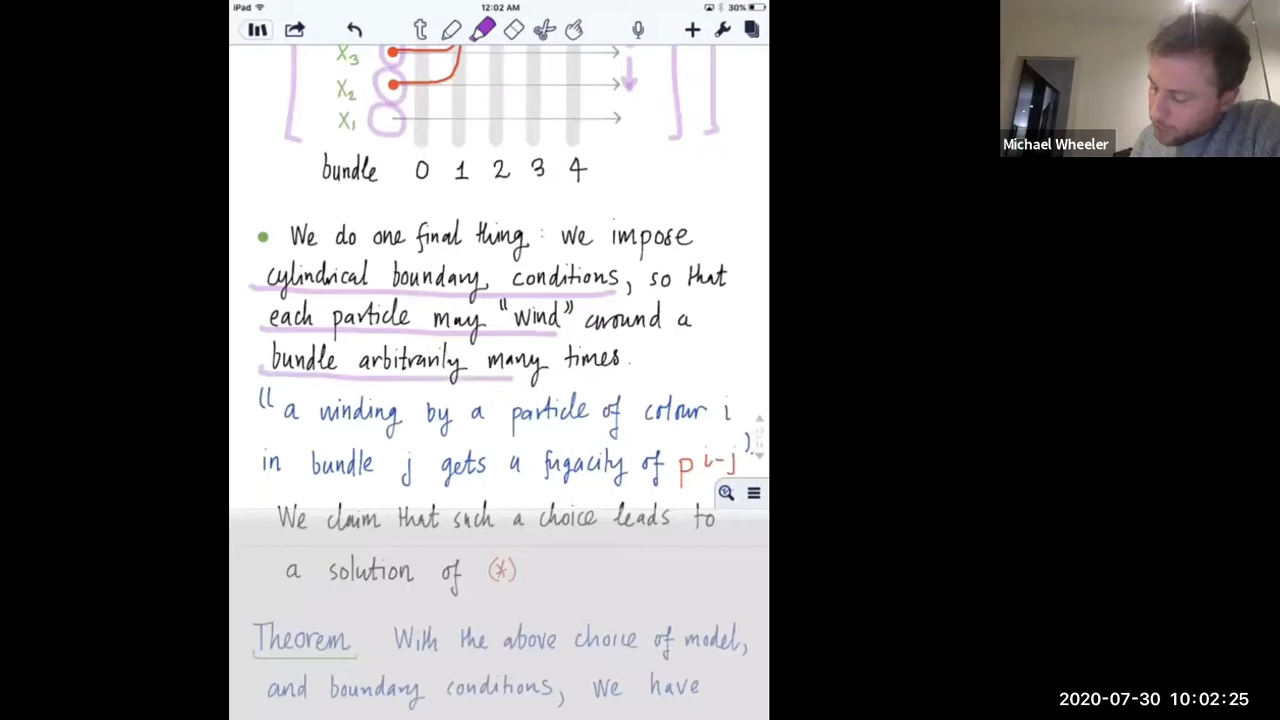 iPad
12:02 AM
30%
X3
X2
X1
bundle 0 1 2 3 4
• We do one final thing: we impose
cylindrical boundary conditions, so that
each particle may "wind" around a
bundle arbitrarily many times.
(( a winding by a particle of colour i
in bundle j gets a fugacity of p^{i-j} ).
We claim that such a choice leads to
a solution of (*)
Theorem With the above choice of model,
and boundary conditions, we have
Michael Wheeler
2020-07-30 10:02:25